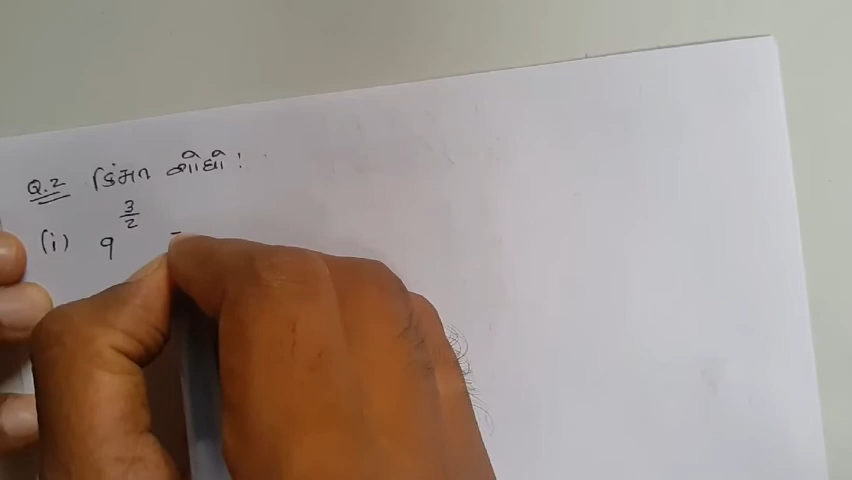 Q.2 કિંમત શોધો :
(i) 9^{3/2} =